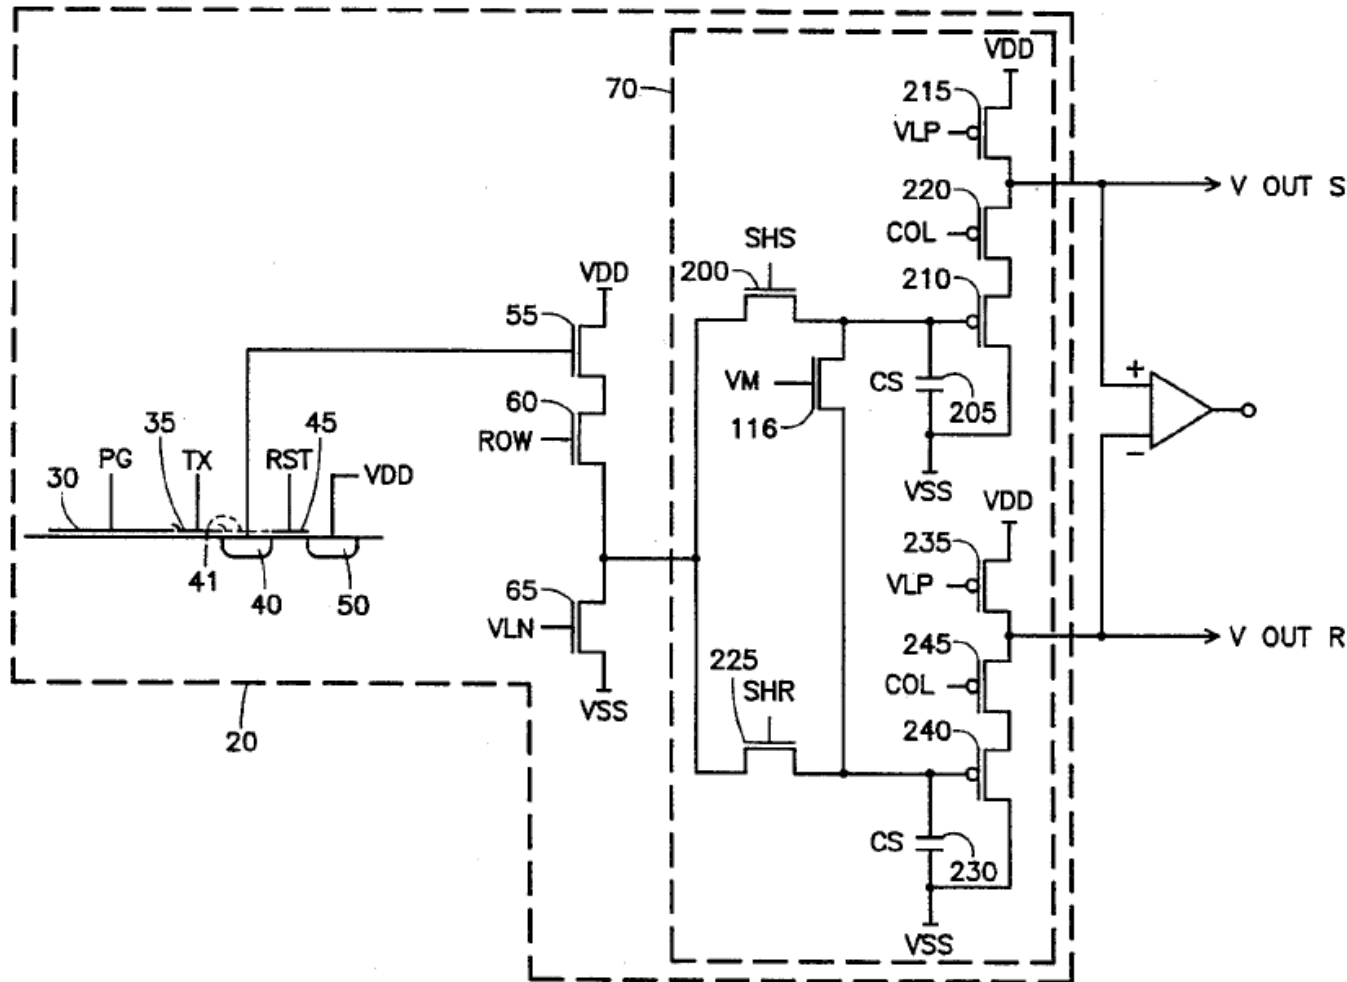 VDD
215
70
VLP
220
V OUT S
COL
SHS
200
210
VDD
55
VM
CS
+
60
205
116
35
45
ROW
PG
TX
RST
VDD
30
VSS
VDD
−
235
41
40
50
65
VLP
VLN
V OUT R
245
225
SHR
COL
VSS
240
20
CS
230
VSS